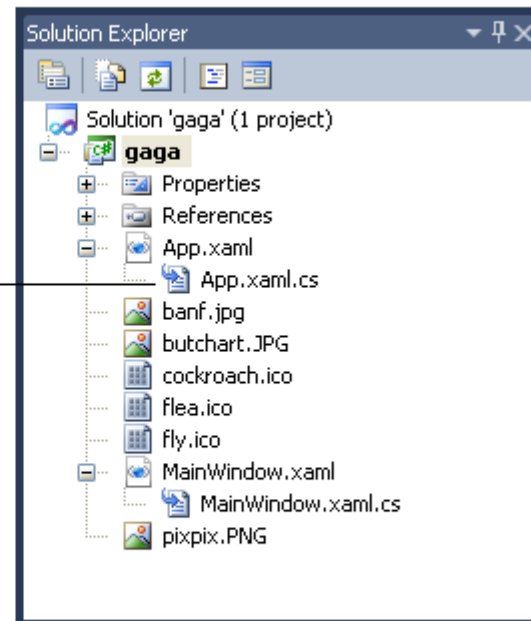 Solution Explorer
Solution 'gaga' (1 project)
C# gaga
Properties
References
App.xaml
App.xaml.cs
banf.jpg
butchart.JPG
cockroach.ico
flea.ico
fly.ico
MainWindow.xaml
MainWindow.xaml.cs
pixpix.PNG